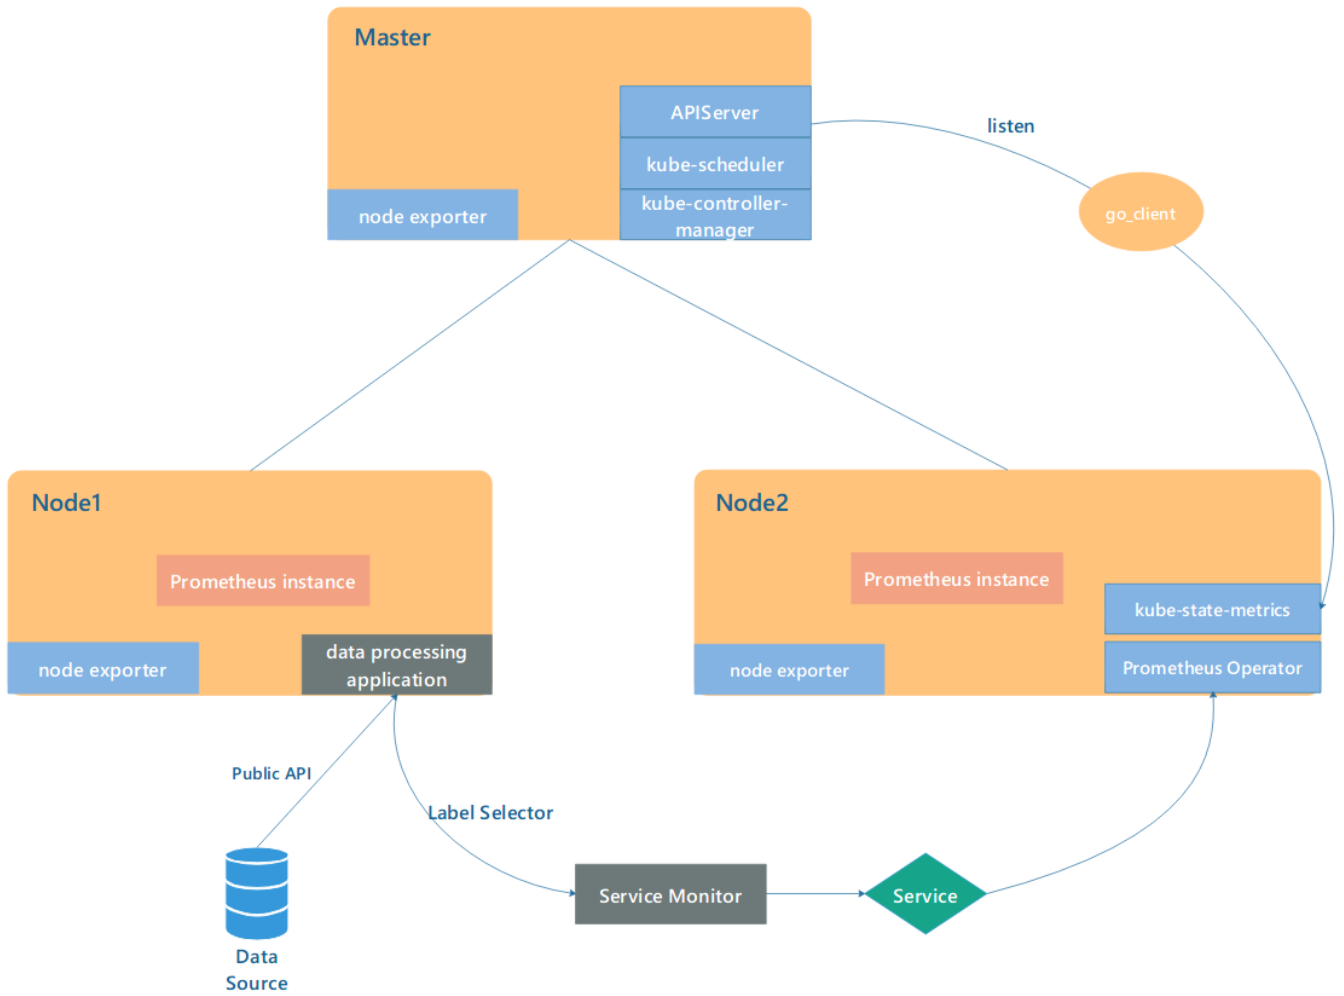 Master
APIServer
kube-scheduler
kube-controller-
manager
node exporter
listen
go_client
Node1
Prometheus instance
node exporter
data processing
application
Node2
Prometheus instance
kube-state-metrics
node exporter
Prometheus Operator
Public API
Label Selector
Service Monitor
Service
Data
Source